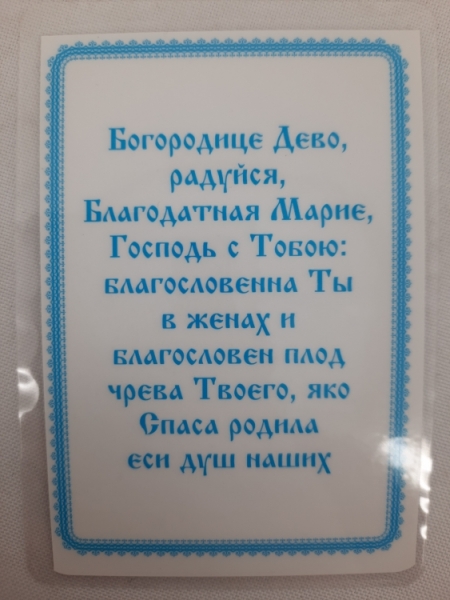 Богородице Дево,
радуйся,
Благодатная Марие,
Господь с Тобою:
благословенна Ты
в женах и
благословен плод
чрева Твоего, яко
Спаса родила
еси душ наших